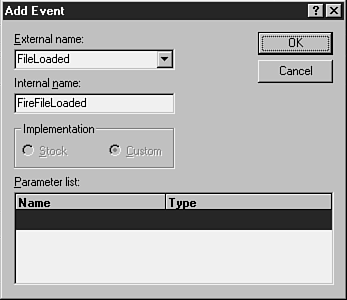 Add Event
External name:
FileLoaded
OK
Cancel
Internal name:
FireFileLoaded
Implementation
Stock
Custom
Parameter list:
Name Type